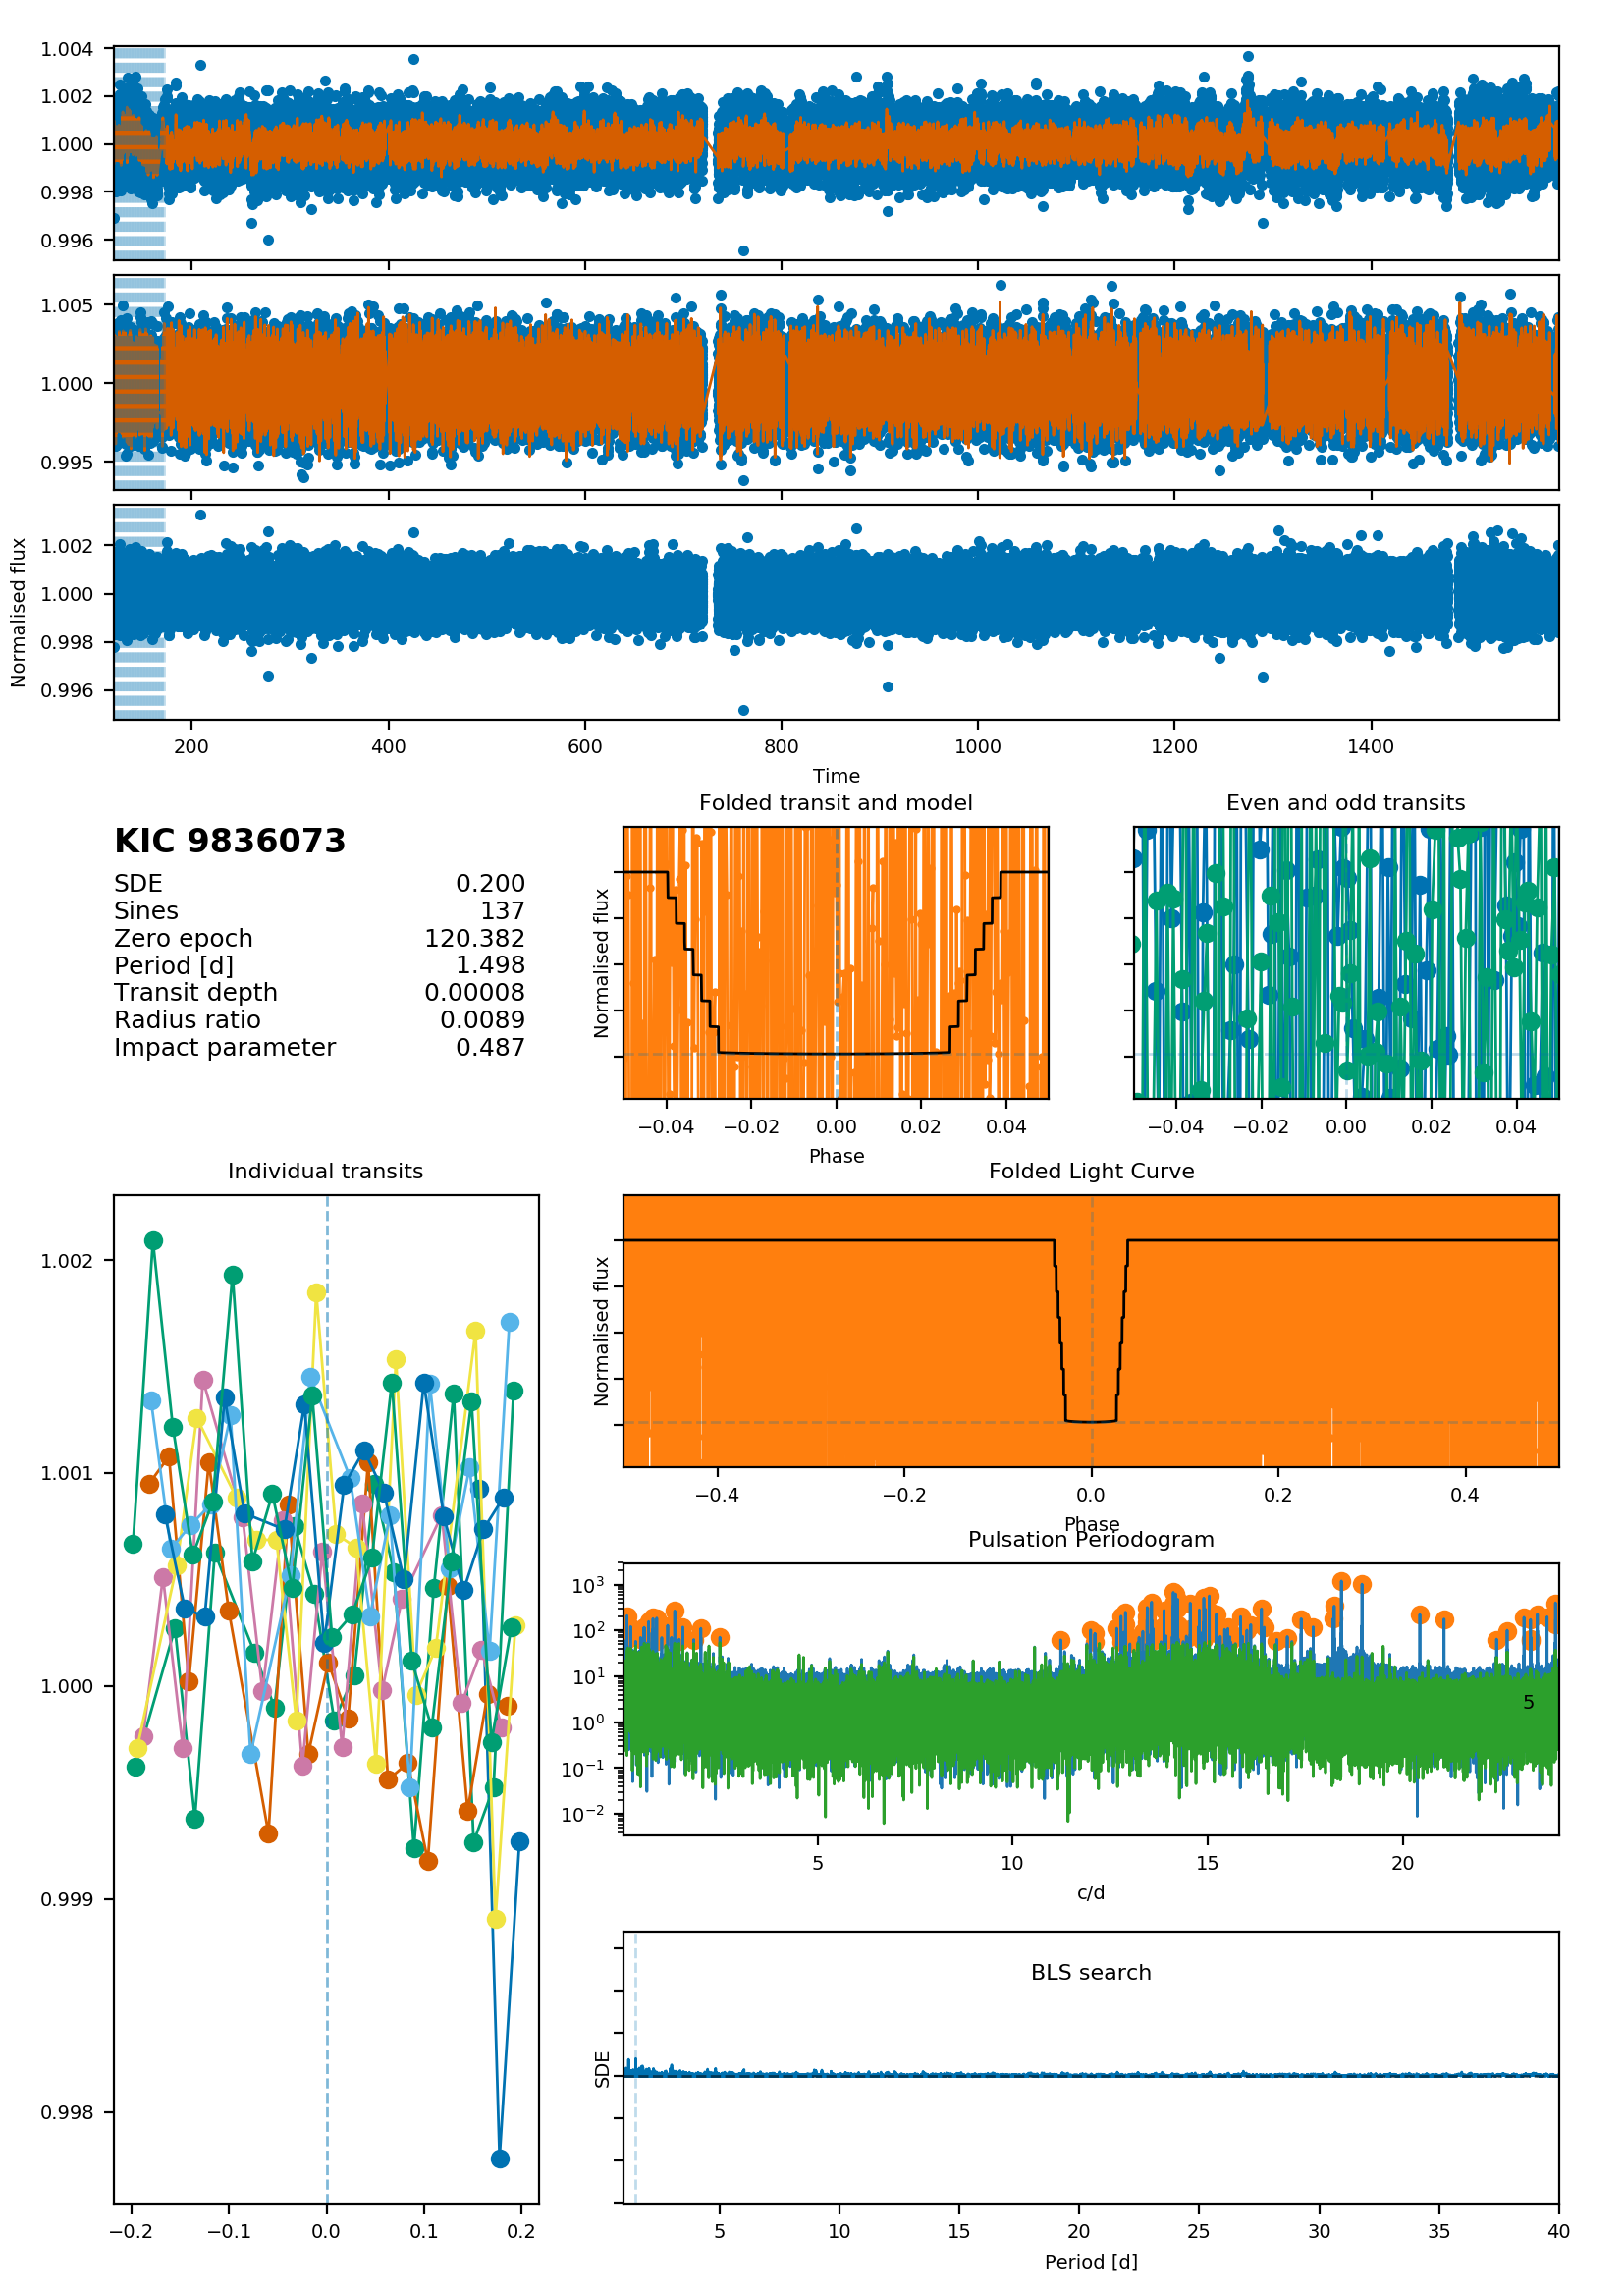 1.004
1.002
1.000
0.998
0.996
1.005
1.000
0.995
1.002
1.000
0.998
0.996
Normalised flux
200 400 600 800 1000 1200 1400
Time
KIC 9836073
SDE 0.200
Sines 137
Zero epoch 120.382
Period [d] 1.498
Transit depth 0.00008
Radius ratio 0.0089
Impact parameter 0.487
Folded transit and model
Normalised flux
−0.04 −0.02 0.00 0.02 0.04
Phase
Even and odd transits
−0.04 −0.02 0.00 0.02 0.04
Individual transits
1.002
1.001
1.000
0.999
0.998
−0.2 −0.1 0.0 0.1 0.2
Folded Light Curve
Normalised flux
−0.4 −0.2 0.0 0.2 0.4
Phase
Pulsation Periodogram
10³
10²
10¹
10⁰
10⁻¹
10⁻²
5
5 10 15 20
c/d
BLS search
SDE
5 10 15 20 25 30 35 40
Period [d]